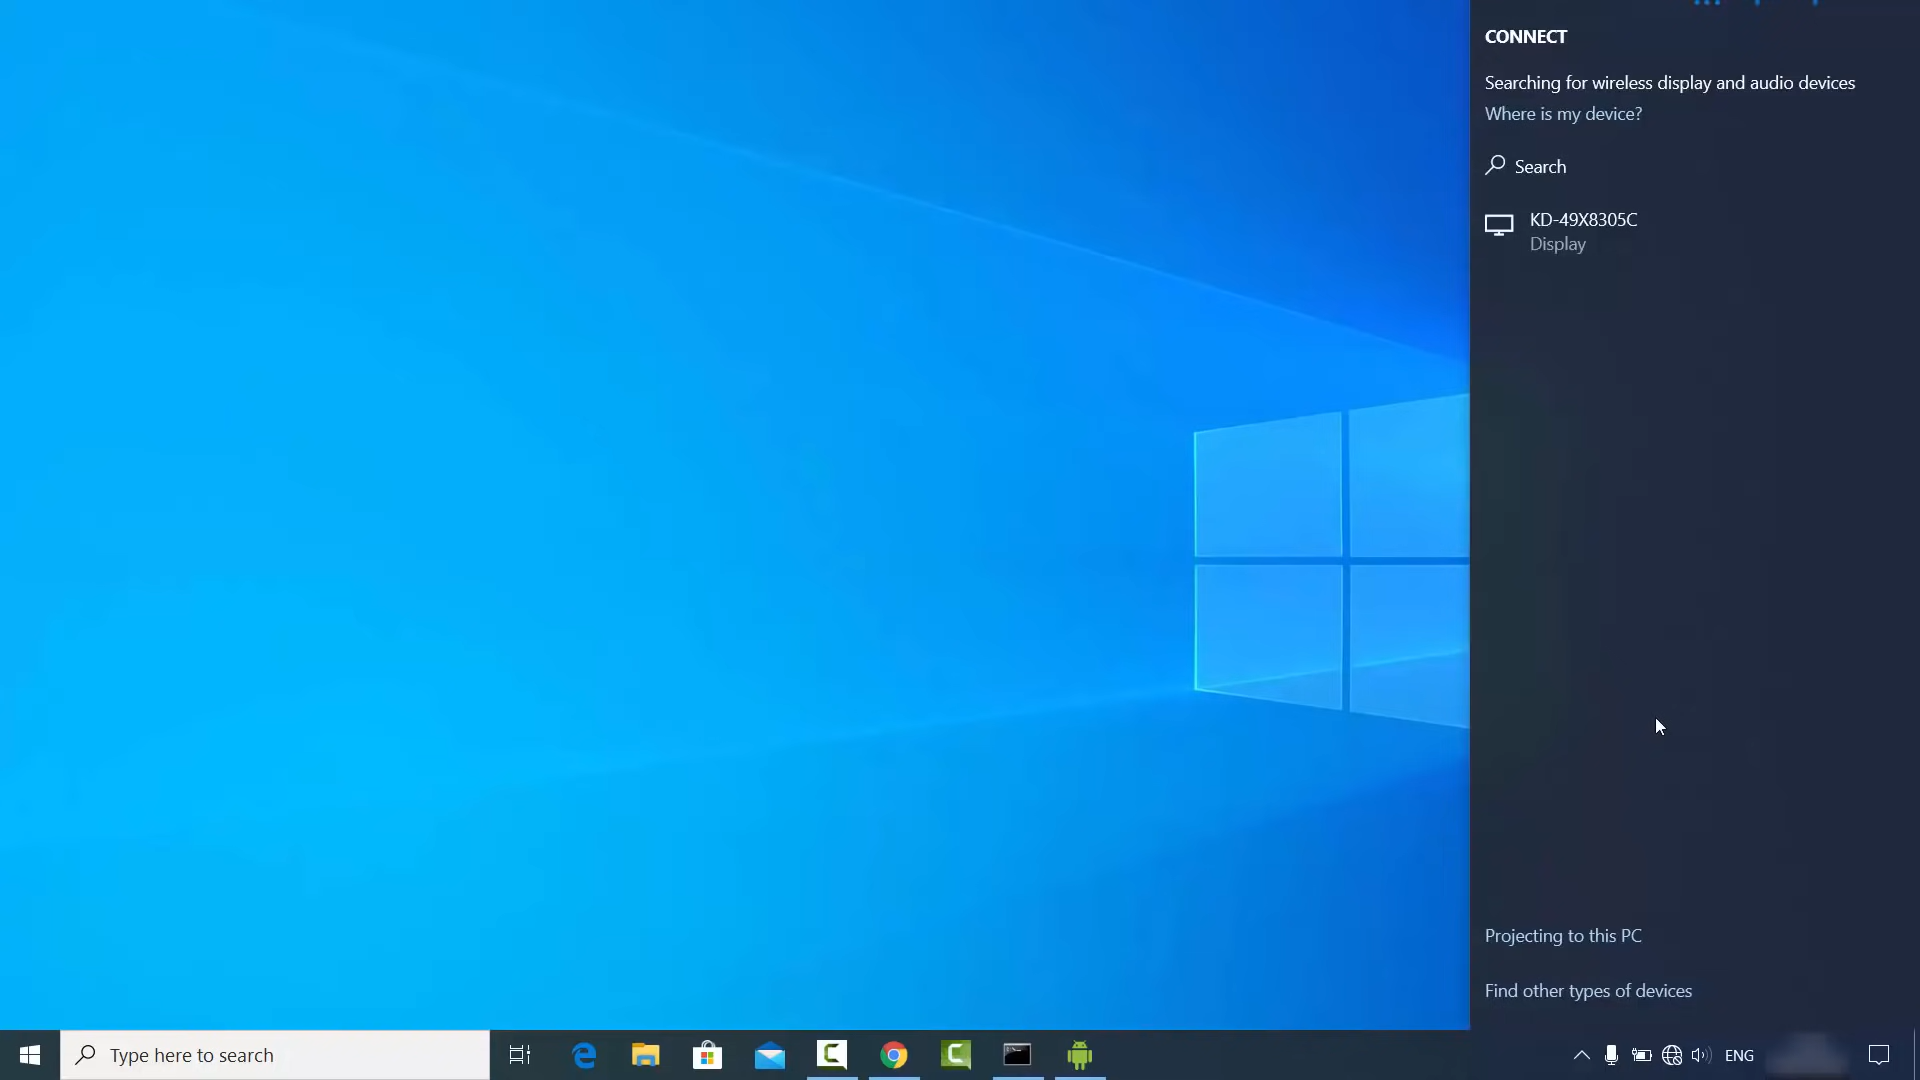 CONNECT
Searching for wireless display and audio devices
Where is my device?
Search
KD-49X8305C
Display
Projecting to this PC
Find other types of devices
Type here to search
ENG